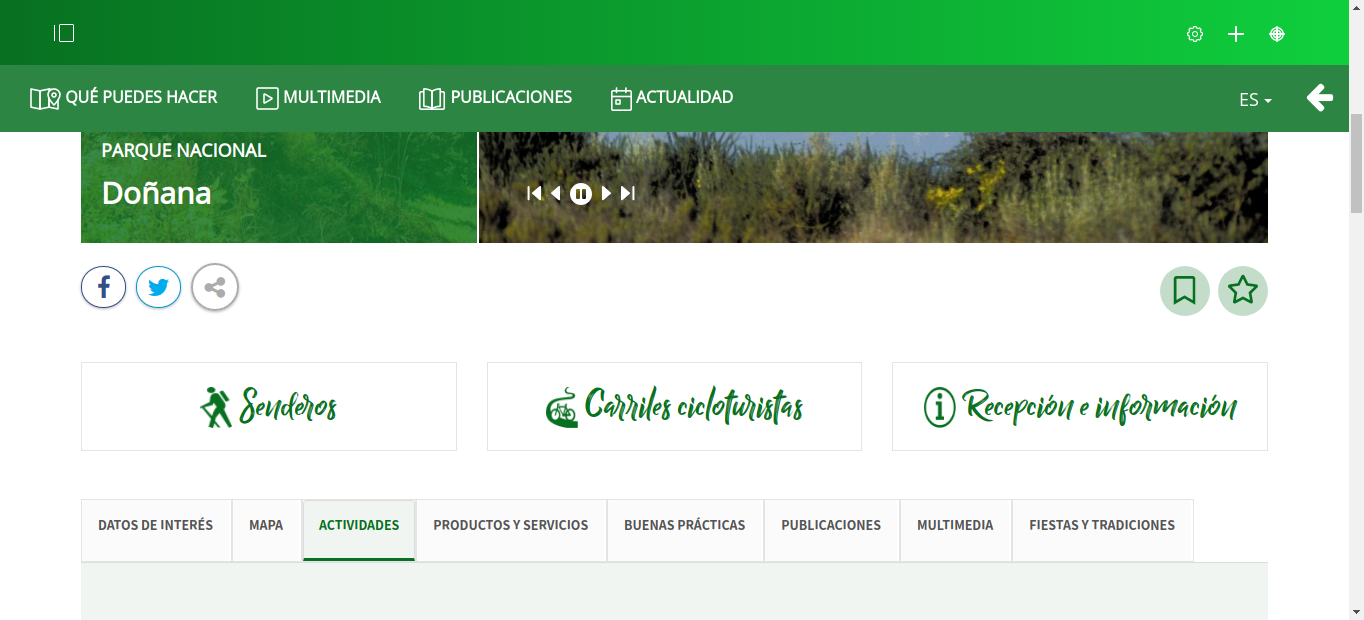 QUÉ PUEDES HACER
MULTIMEDIA
PUBLICACIONES
ACTUALIDAD
ES
PARQUE NACIONAL
Doñana
Senderos
Carriles cicloturistas
Recepción e información
DATOS DE INTERÉS
MAPA
ACTIVIDADES
PRODUCTOS Y SERVICIOS
BUENAS PRÁCTICAS
PUBLICACIONES
MULTIMEDIA
FIESTAS Y TRADICIONES